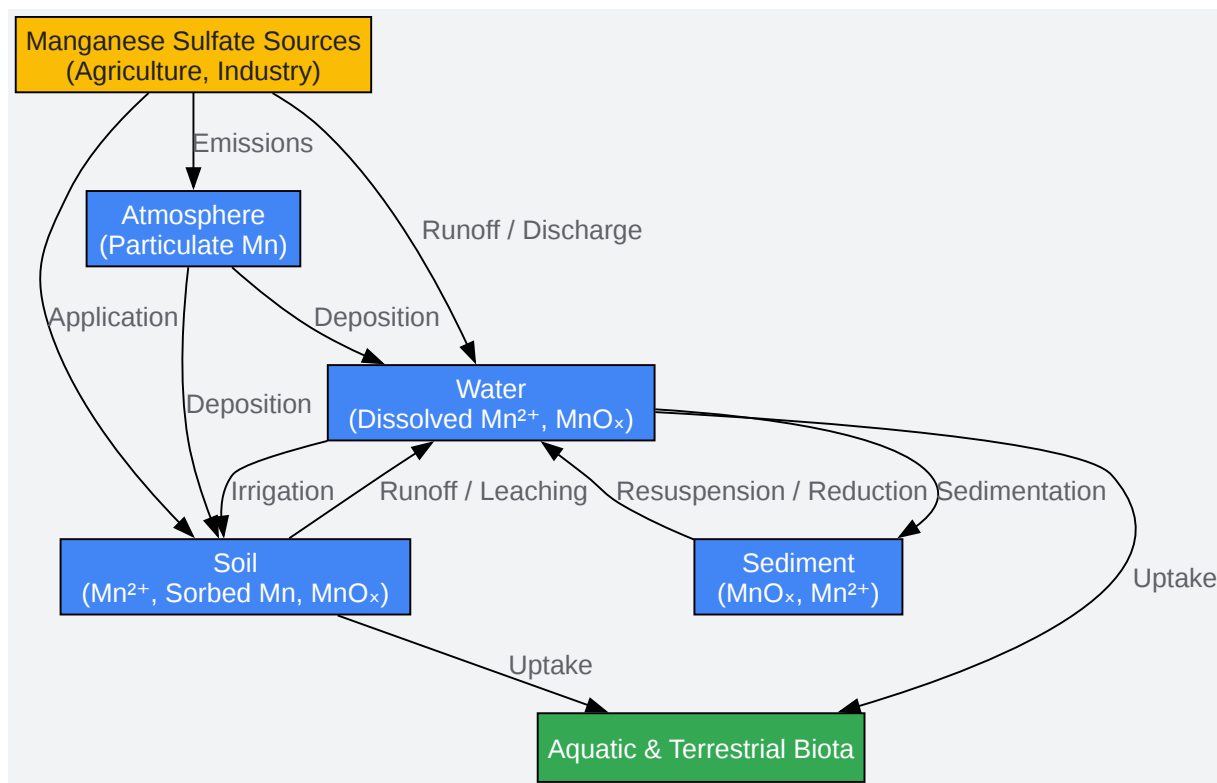 Manganese Sulfate Sources
(Agriculture, Industry)
Emissions
Atmosphere
(Particulate Mn)
Runoff / Discharge
Application
Deposition
Deposition
Water
(Dissolved Mn²⁺, MnOₓ)
Irrigation
Runoff / Leaching
Resuspension / Reduction
Sedimentation
Soil
(Mn²⁺, Sorbed Mn, MnOₓ)
Sediment
(MnOₓ, Mn²⁺)
Uptake
Uptake
Aquatic & Terrestrial Biota